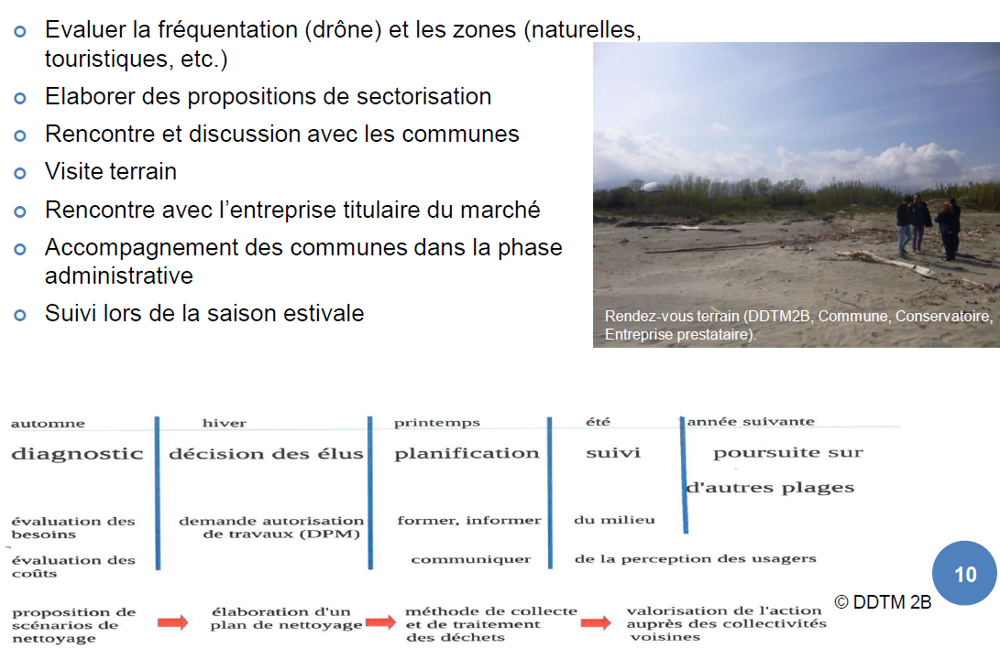 Evaluer la fréquentation (drône) et les zones (naturelles,
touristiques, etc.)
Elaborer des propositions de sectorisation
Rencontre et discussion avec les communes
Visite terrain
Rencontre avec l’entreprise titulaire du marché
Accompagnement des communes dans la phase
administrative
Suivi lors de la saison estivale
Rendez-vous terrain (DDTM2B, Commune, Conservatoire,
Entreprise prestataire).
automne hiver printemps été année suivante
diagnostic décision des élus planification suivi poursuite sur
d'autres plages
évaluation des
besoins
demande autorisation
de travaux (DPM)
former, informer
du milieu
évaluation des
coûts
communiquer
de la perception des usagers
proposition de
scénarios de
nettoyage
élaboration d'un
plan de nettoyage
méthode de collecte
et de traitement
des déchets
valorisation de l'action
auprès des collectivités
voisines
© DDTM 2B
10